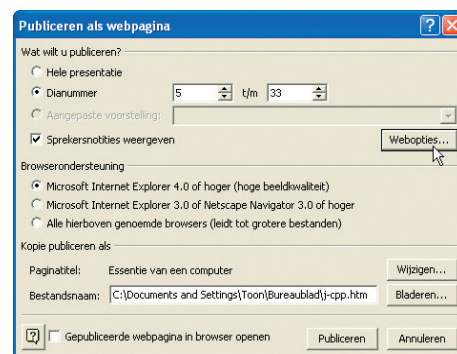 Publiceren als webpagina
Wat wilt u publiceren?
Hele presentatie
Dianummer 5 t/m 33
Aangepaste voorstelling:
Sprekersnotities weergeven Webopties...
Browserondersteuning
Microsoft Internet Explorer 4.0 of hoger (hoge beeldkwaliteit)
Microsoft Internet Explorer 3.0 of Netscape Navigator 3.0 of hoger
Alle hierboven genoemde browsers (leidt tot grotere bestanden)
Kopie publiceren als
Paginatitel: Essentie van een computer Wijzigen...
Bestandsnaam: C:\Documents and Settings\Toon\Bureaublad\j-cpp.htm Bladeren...
Gepubliceerde webpagina in browser openen Publiceren Annuleren